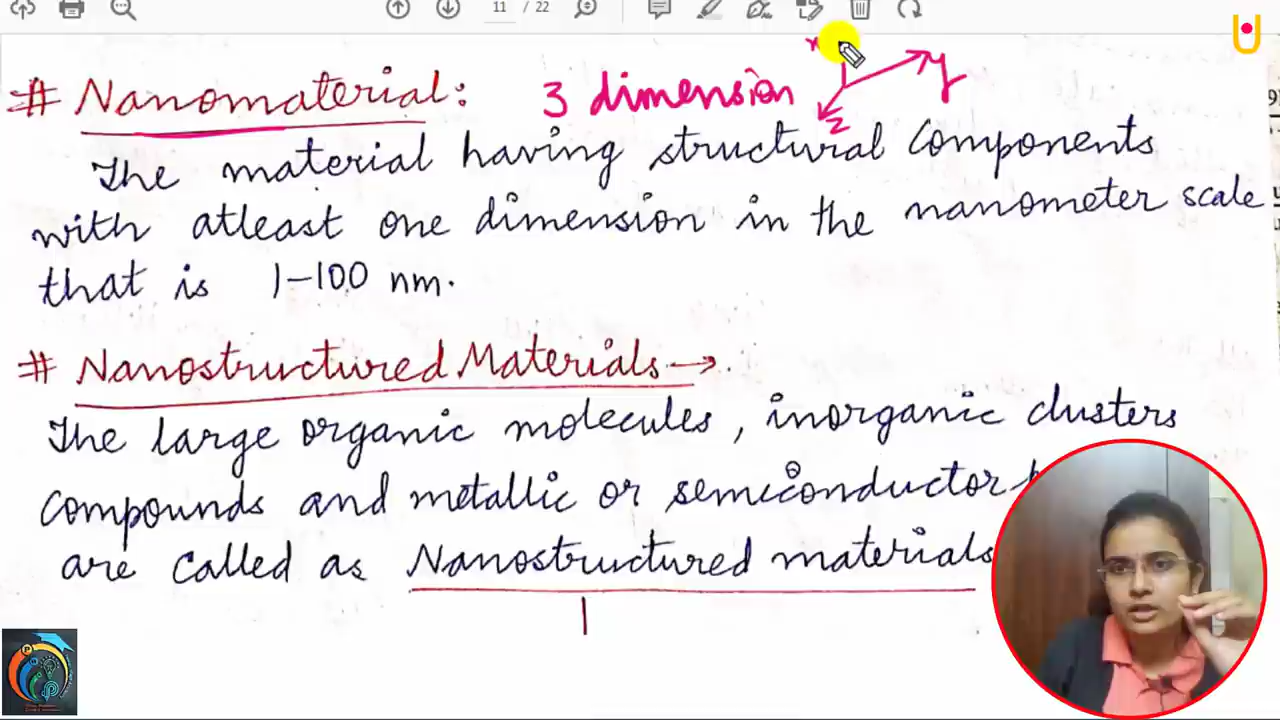 11 / 22
# Nanomaterial: 3 dimension x y z
The material having structural components
with atleast one dimension in the nanometer scale
that is 1-100 nm.
# Nanostructured Materials →
The large organic molecules, inorganic clusters
compounds and metallic or semiconductor
are called as Nanostructured materials